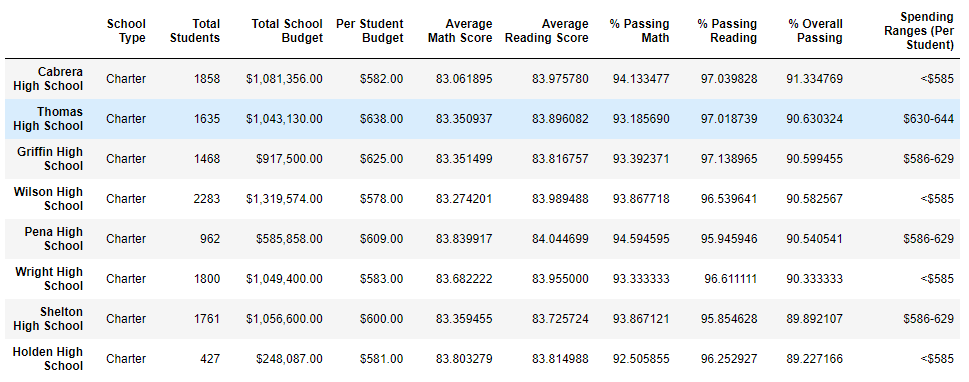 School Type Total Students Total School Budget Per Student Budget Average Math Score Average Reading Score % Passing Math % Passing Reading % Overall Passing Spending Ranges (Per Student)
Cabrera High School Charter 1858 $1,081,356.00 $582.00 83.061895 83.975780 94.133477 97.039828 91.334769 <$585
Thomas High School Charter 1635 $1,043,130.00 $638.00 83.350937 83.896082 93.185690 97.018739 90.630324 $630-644
Griffin High School Charter 1468 $917,500.00 $625.00 83.351499 83.816757 93.392371 97.138965 90.599455 $586-629
Wilson High School Charter 2283 $1,319,574.00 $578.00 83.274201 83.989488 93.867718 96.539641 90.582567 <$585
Pena High School Charter 962 $585,858.00 $609.00 83.839917 84.044699 94.594595 95.945946 90.540541 $586-629
Wright High School Charter 1800 $1,049,400.00 $583.00 83.682222 83.955000 93.333333 96.611111 90.333333 <$585
Shelton High School Charter 1761 $1,056,600.00 $600.00 83.359455 83.725724 93.867121 95.854628 89.892107 $586-629
Holden High School Charter 427 $248,087.00 $581.00 83.803279 83.814988 92.505855 96.252927 89.227166 <$585